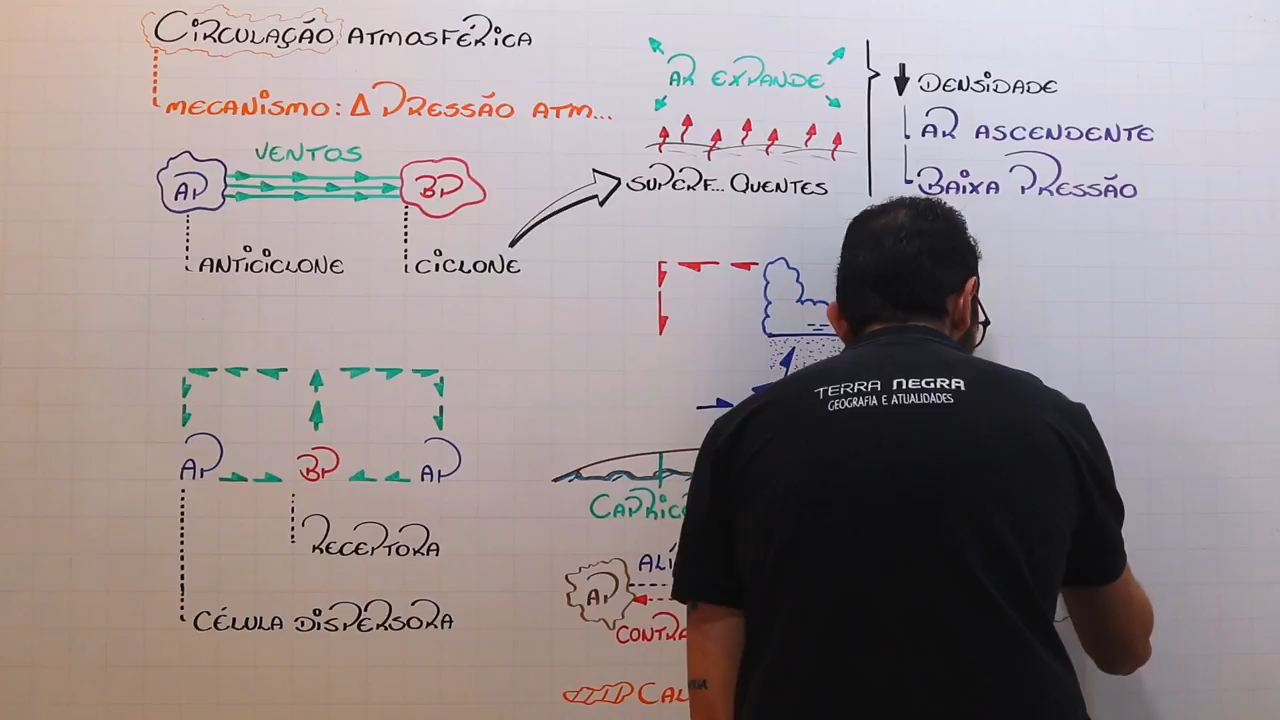 CIRCULAÇÃO ATMOSFÉRICA
MECANISMO: Δ PRESSÃO ATM...
VENTOS
AP
BP
ANTICICLONE
CICLONE
AR EXPANDE
SUPERF... QUENTES
DENSIDADE
AR ASCENDENTE
BAIXA PRESSÃO
AP
BP
AP
RECEPTORA
CÉLULA DISPERSORA
TERRA NEGRA
GEOGRAFIA E ATUALIDADES
AP
CONTRA